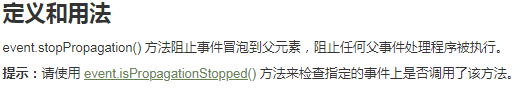 定义和用法
event.stopPropagation() 方法阻止事件冒泡到父元素，阻止任何父事件处理程序被执行。
提示：请使用 event.isPropagationStopped() 方法来检查指定的事件上是否调用了该方法。